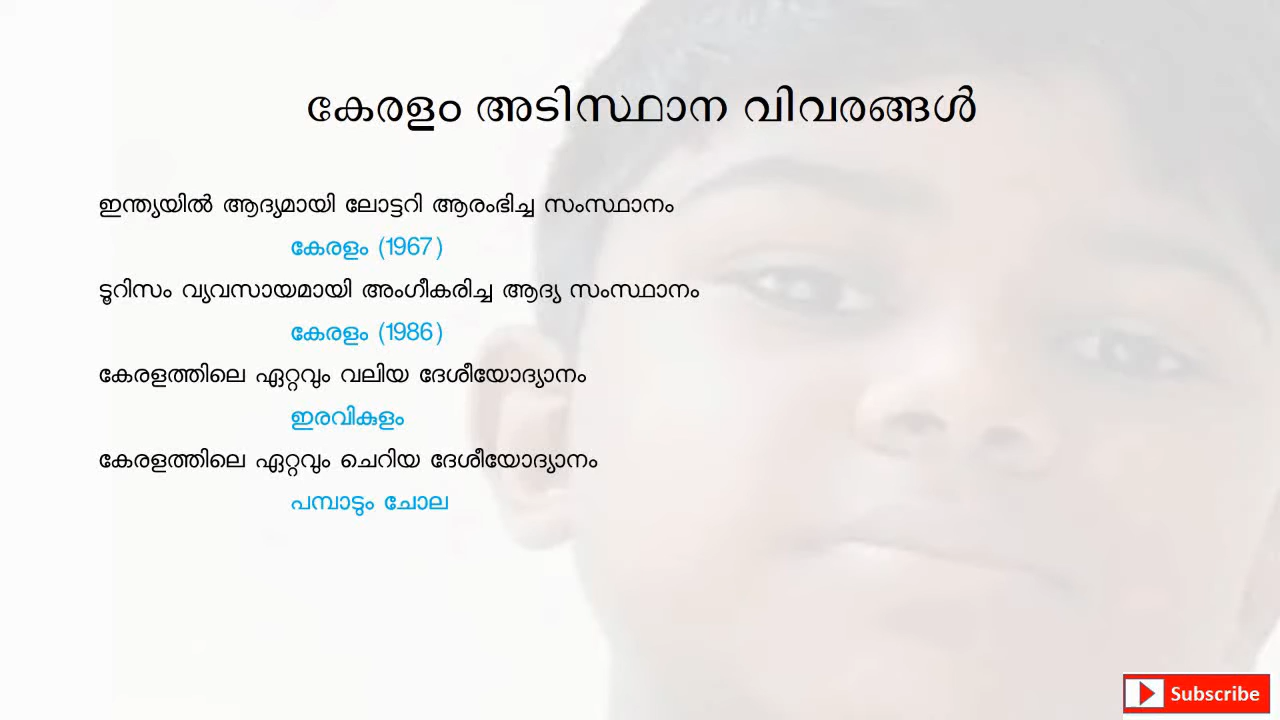 കേരളം അടിസ്ഥാന വിവരങ്ങൾ
ഇന്ത്യയിൽ ആദ്യമായി ലോട്ടറി ആരംഭിച്ച സംസ്ഥാനം
കേരളം (1967)
ടൂറിസം വ്യവസായമായി അംഗീകരിച്ച ആദ്യ സംസ്ഥാനം
കേരളം (1986)
കേരളത്തിലെ ഏറ്റവും വലിയ ദേശീയോദ്യാനം
ഇരവികുളം
കേരളത്തിലെ ഏറ്റവും ചെറിയ ദേശീയോദ്യാനം
പമ്പാടും ചോല
Subscribe